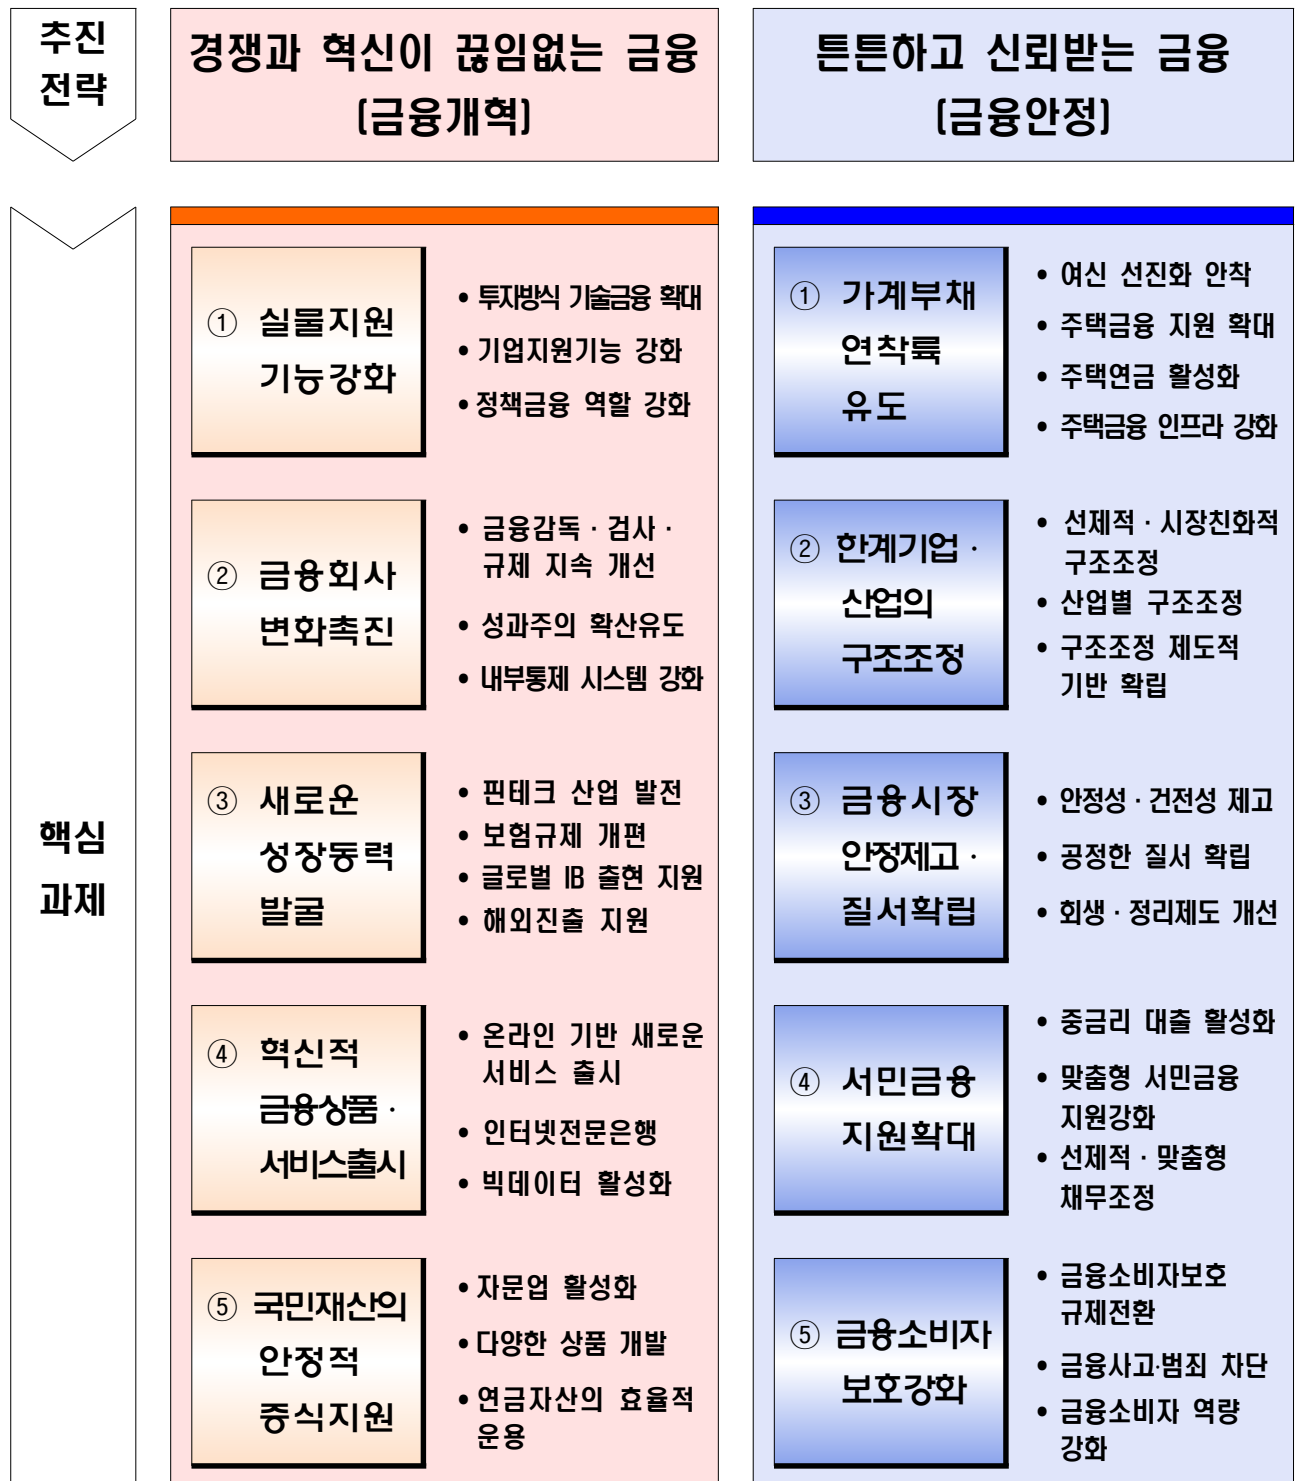 추진
전략
경쟁과 혁신이 끊임없는 금융
(금융개혁)
튼튼하고 신뢰받는 금융
(금융안정)
핵심
과제
① 실물지원
기능강화
• 투자방식 기술금융 확대
• 기업지원기능 강화
• 정책금융 역할 강화
② 금융회사
변화촉진
• 금융감독 · 검사 ·
규제 지속 개선
• 성과주의 확산유도
• 내부통제 시스템 강화
③ 새로운
성장동력
발굴
• 핀테크 산업 발전
• 보험규제 개편
• 글로벌 IB 출현 지원
• 해외진출 지원
④ 혁신적
금융상품 ·
서비스출시
• 온라인 기반 새로운
서비스 출시
• 인터넷전문은행
• 빅데이터 활성화
⑤ 국민재산의
안정적
증식지원
• 자문업 활성화
• 다양한 상품 개발
• 연금자산의 효율적
운용
① 가계부채
연착륙
유도
• 여신 선진화 안착
• 주택금융 지원 확대
• 주택연금 활성화
• 주택금융 인프라 강화
② 한계기업 ·
산업의
구조조정
• 선제적 · 시장친화적
구조조정
• 산업별 구조조정
• 구조조정 제도적
기반 확립
③ 금융시장
안정제고 ·
질서확립
• 안정성 · 건전성 제고
• 공정한 질서 확립
• 회생 · 정리제도 개선
④ 서민금융
지원확대
• 중금리 대출 활성화
• 맞춤형 서민금융
지원강화
• 선제적 · 맞춤형
채무조정
⑤ 금융소비자
보호강화
• 금융소비자보호
규제전환
• 금융사고·범죄 차단
• 금융소비자 역량
강화